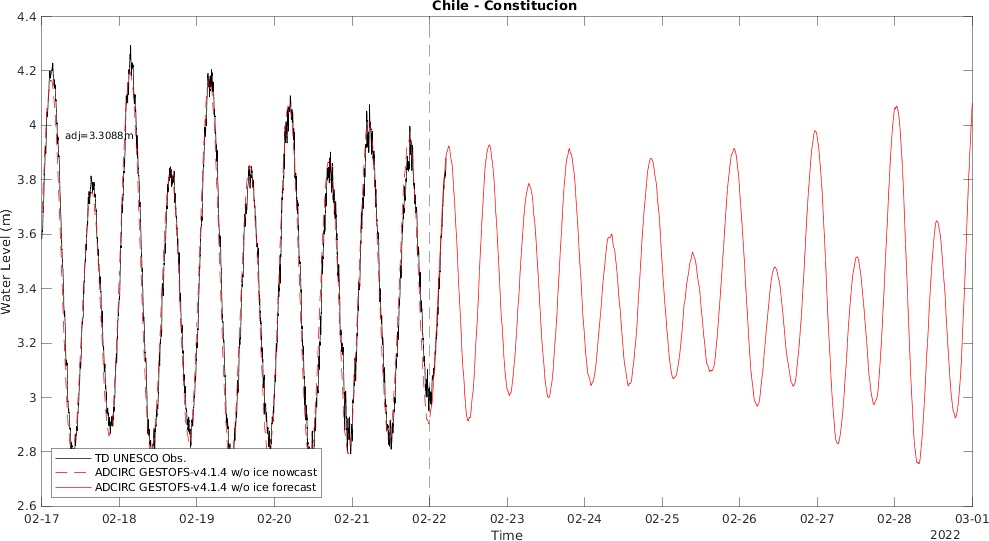 Chile - Constitucion
4.4
4.2
4
3.8
3.6
3.4
3.2
3
2.8
2.6
Water Level (m)
adj=3.3088m
TD UNESCO Obs.
ADCIRC GESTOFS-v4.1.4 w/o ice nowcast
ADCIRC GESTOFS-v4.1.4 w/o ice forecast
02-17 02-18 02-19 02-20 02-21 02-22 02-23 02-24 02-25 02-26 02-27 02-28 03-01
Time
2022